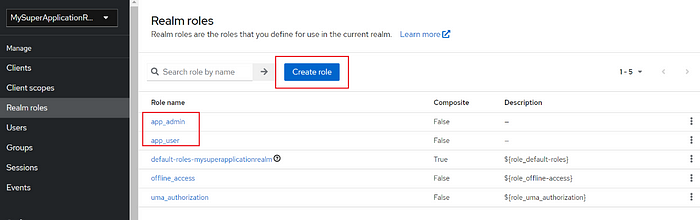 MySuperApplicationR...
Manage
Clients
Client scopes
Realm roles
Users
Groups
Sessions
Events
Realm roles
Realm roles are the roles that you define for use in the current realm. Learn more
Search role by name
Create role
1 - 5
Role name Composite Description
app_admin False –
app_user False –
default-roles-mysuperapplicationrealm True ${role_default-roles}
offline_access False ${role_offline-access}
uma_authorization False ${role_uma_authorization}